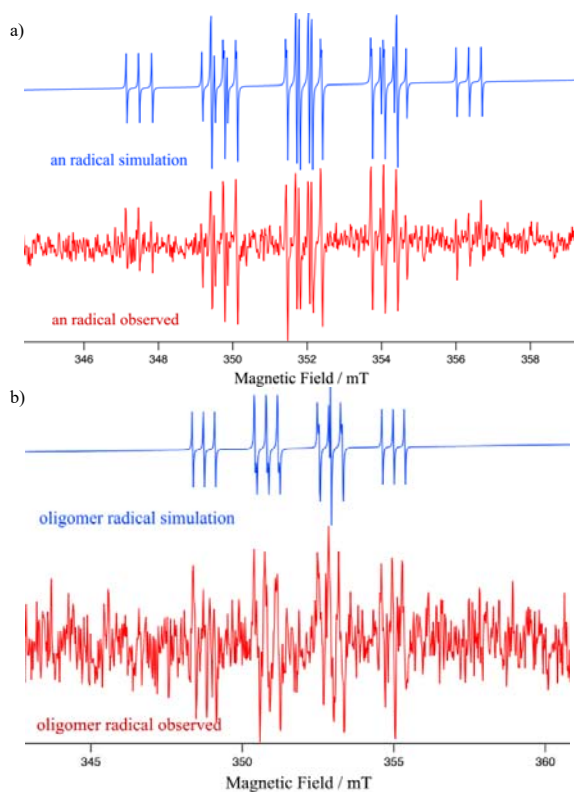 a)
an radical simulation
an radical observed
346 348 350 352 354 356 358
Magnetic Field / mT
b)
oligomer radical simulation
oligomer radical observed
345 350 355 360
Magnetic Field / mT